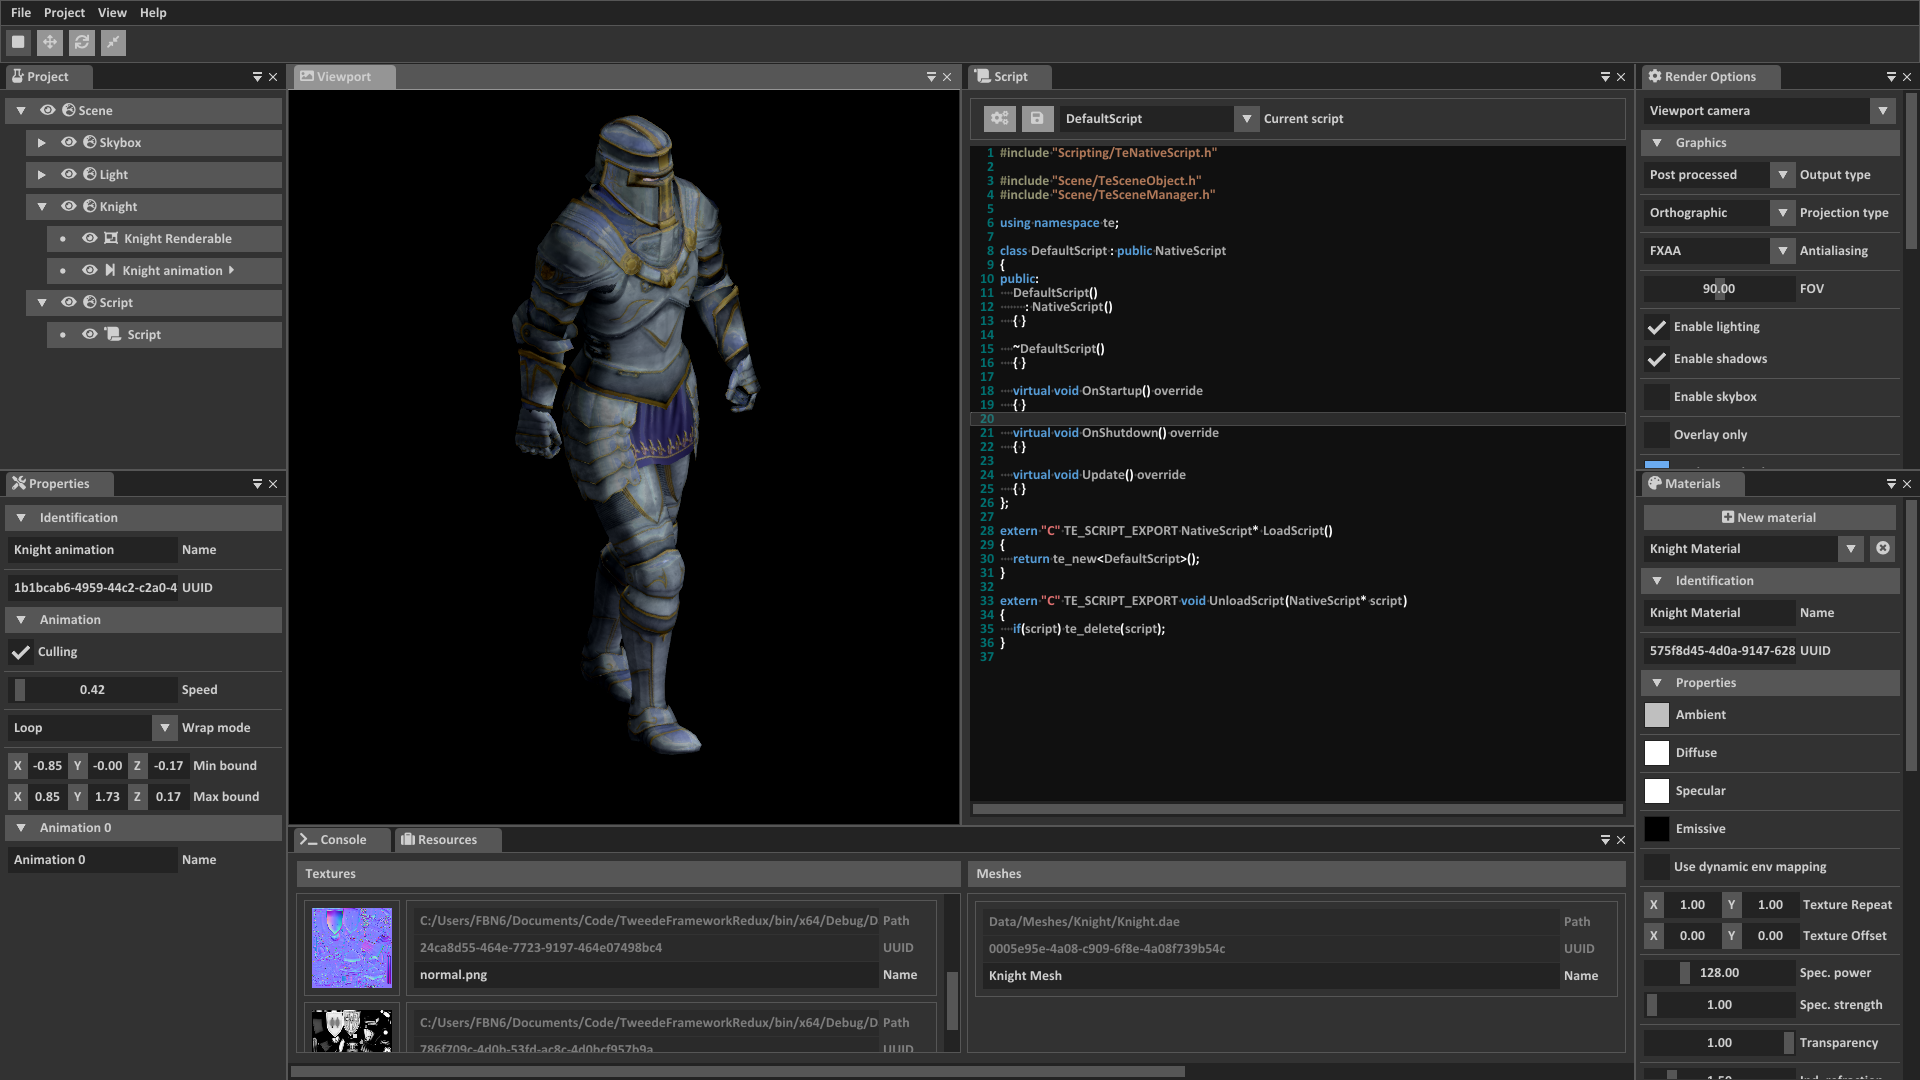 File Project View Help
Project
Scene
Skybox
Light
Knight
Knight Renderable
Knight animation
Script
Script
Properties
Identification
Knight animation Name
1b1bcab6-4959-44c2-c2a0-4 UUID
Animation
Culling
0.42 Speed
Loop Wrap mode
X -0.85 Y -0.00 Z -0.17 Min bound
X 0.85 Y 1.73 Z 0.17 Max bound
Animation 0
Animation 0 Name
Viewport
Script
DefaultScript Current script
1 #include "Scripting/TeNativeScript.h"
2
3 #include "Scene/TeSceneObject.h"
4 #include "Scene/TeSceneManager.h"
5
6 using namespace te;
7
8 class DefaultScript : public NativeScript
9 {
10 public:
11 DefaultScript()
12 : NativeScript()
13 { }
14
15 ~DefaultScript()
16 { }
17
18 virtual void OnStartup() override
19 { }
20
21 virtual void OnShutdown() override
22 { }
23
24 virtual void Update() override
25 { }
26 };
27
28 extern "C" TE_SCRIPT_EXPORT NativeScript* LoadScript()
29 {
30 return te_new<DefaultScript>();
31 }
32
33 extern "C" TE_SCRIPT_EXPORT void UnloadScript(NativeScript* script)
34 {
35 if(script) te_delete(script);
36 }
37
Console Resources
Textures
C:/Users/FBN6/Documents/Code/TweedeFrameworkRedux/bin/x64/Debug/D Path
24ca8d55-464e-7723-9197-464e07498bc4 UUID
normal.png Name
C:/Users/FBN6/Documents/Code/TweedeFrameworkRedux/bin/x64/Debug/D Path
786f709c-4d0b-53fd-ac8c-4d0bcf957b9a UUID
Meshes
Data/Meshes/Knight/Knight.dae Path
0005e95e-4a08-c909-6f8e-4a08f739b54c UUID
Knight Mesh Name
Render Options
Viewport camera
Graphics
Post processed Output type
Orthographic Projection type
FXAA Antialiasing
90.00 FOV
Enable lighting
Enable shadows
Enable skybox
Overlay only
Materials
New material
Knight Material
Identification
Knight Material Name
575f8d45-4d0a-9147-628 UUID
Properties
Ambient
Diffuse
Specular
Emissive
Use dynamic env mapping
X 1.00 Y 1.00 Texture Repeat
X 0.00 Y 0.00 Texture Offset
128.00 Spec. power
1.00 Spec. strength
1.00 Transparency